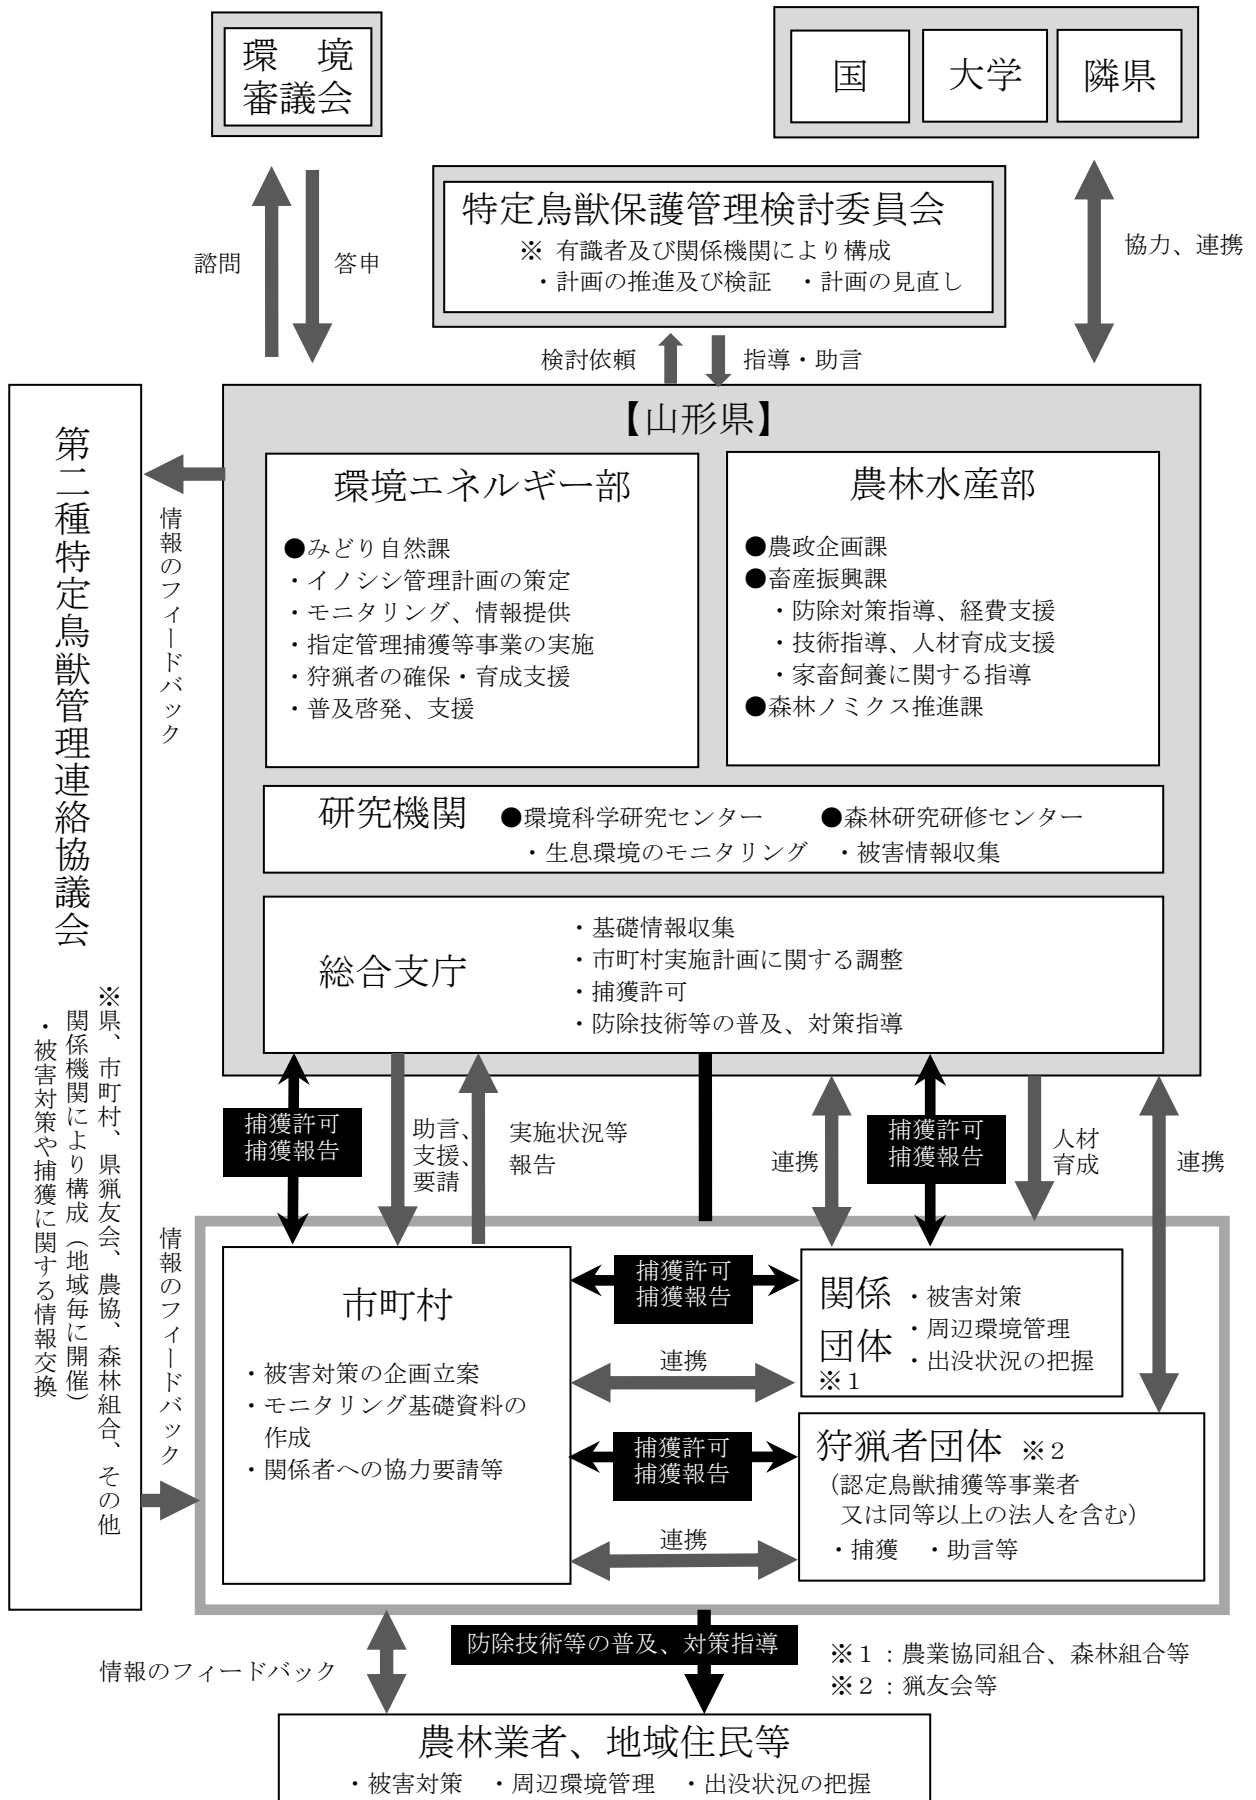 環　境
審議会
国
大学
隣県
特定鳥獣保護管理検討委員会
※ 有識者及び関係機関により構成
・計画の推進及び検証　・計画の見直し
諮問
答申
協力、連携
検討依頼
指導・助言
【山形県】
環境エネルギー部
●みどり自然課
・イノシシ管理計画の策定
・モニタリング、情報提供
・指定管理捕獲等事業の実施
・狩猟者の確保・育成支援
・普及啓発、支援
農林水産部
●農政企画課
●畜産振興課
・防除対策指導、経費支援
・技術指導、人材育成支援
・家畜飼養に関する指導
●森林ノミクス推進課
研究機関
●環境科学研究センター　●森林研究研修センター
・生息環境のモニタリング　・被害情報収集
総合支庁
・基礎情報収集
・市町村実施計画に関する調整
・捕獲許可
・防除技術等の普及、対策指導
第二種特定鳥獣管理連絡協議会
※県、市町村、県猟友会、農協、森林組合、その他
関係機関により構成（地域毎に開催）
・被害対策や捕獲に関する情報交換
情報のフィードバック
情報のフィードバック
捕獲許可
捕獲報告
助言、
支援、
要請
実施状況等
報告
連携
捕獲許可
捕獲報告
人材
育成
連携
市町村
・被害対策の企画立案
・モニタリング基礎資料の
作成
・関係者への協力要請等
捕獲許可
捕獲報告
連携
捕獲許可
捕獲報告
連携
関係
団体
※１
・被害対策
・周辺環境管理
・出没状況の把握
狩猟者団体 ※２
（認定鳥獣捕獲等事業者
又は同等以上の法人を含む）
・捕獲　・助言等
情報のフィードバック
防除技術等の普及、対策指導
※１：農業協同組合、森林組合等
※２：猟友会等
農林業者、地域住民等
・被害対策　・周辺環境管理　・出没状況の把握